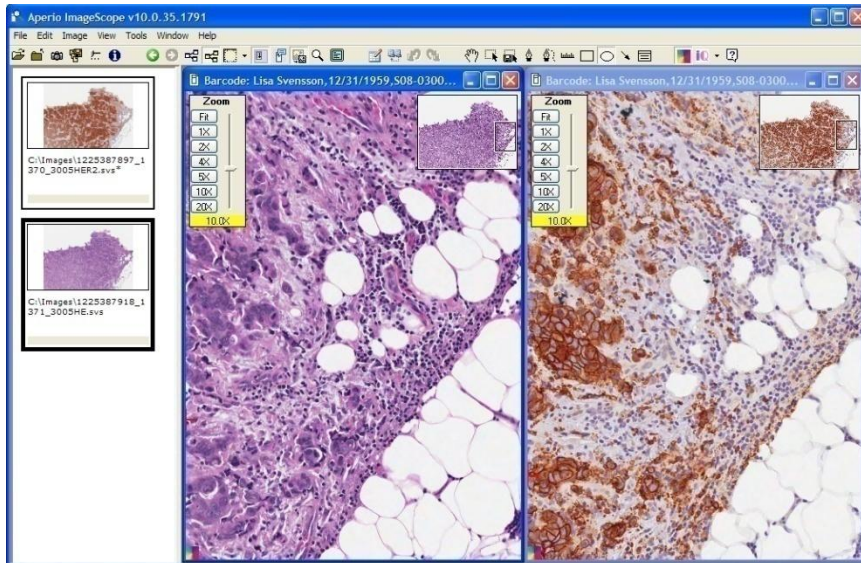 Aperio ImageScope v10.0.35.1791
File Edit Image View Tools Window Help
iQ
C:\Images\1225387897_1
370_3005HER2.svs*
C:\Images\1225387918_1
371_3005HE.svs
Barcode: Lisa Svensson,12/31/1959,S08-0300...
Zoom
Fit
1X
2X
4X
5X
10X
20X
10.0X
Barcode: Lisa Svensson,12/31/1959,S08-0300...
Zoom
Fit
1X
2X
4X
5X
10X
20X
10.0X